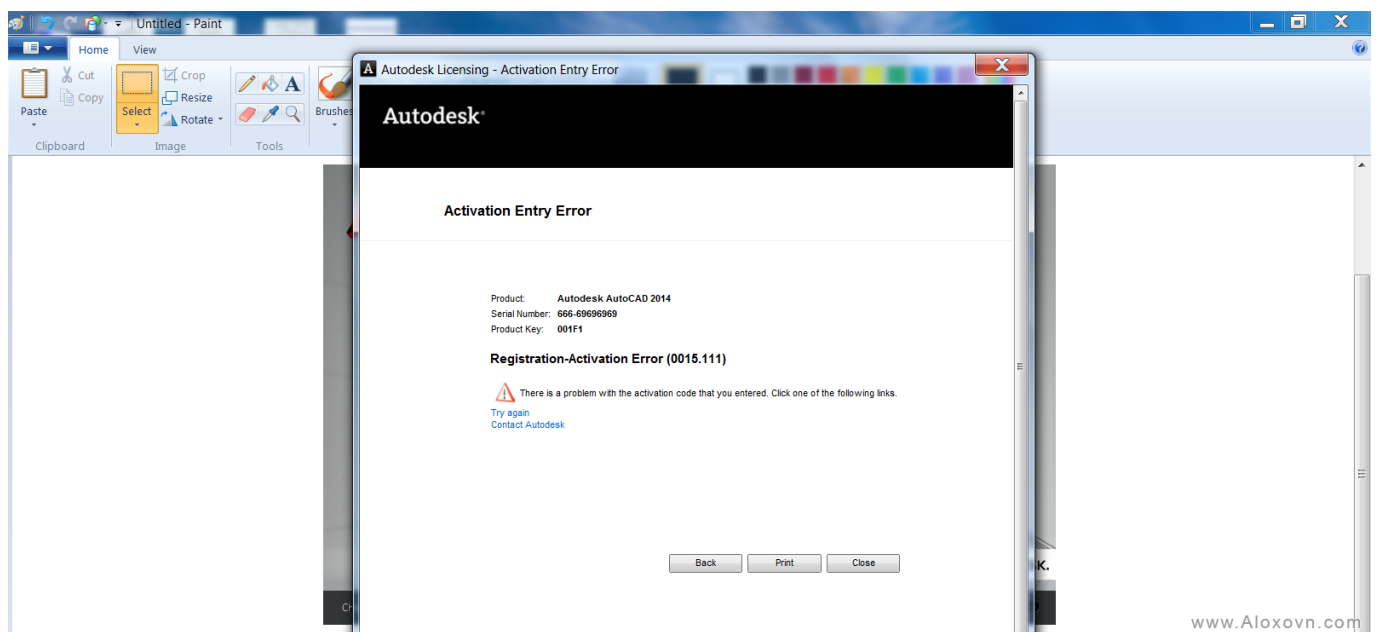 Untitled - Paint
Home View
Paste
Cut
Copy
Select
Crop
Resize
Rotate
A
Brushes
Clipboard Image Tools
A Autodesk Licensing - Activation Entry Error
Autodesk®
Activation Entry Error
Product: Autodesk AutoCAD 2014
Serial Number: 666-69696969
Product Key: 001F1
Registration-Activation Error (0015.111)
There is a problem with the activation code that you entered. Click one of the following links.
Try again
Contact Autodesk
Back Print Close
K.
www.Aloxovn.com